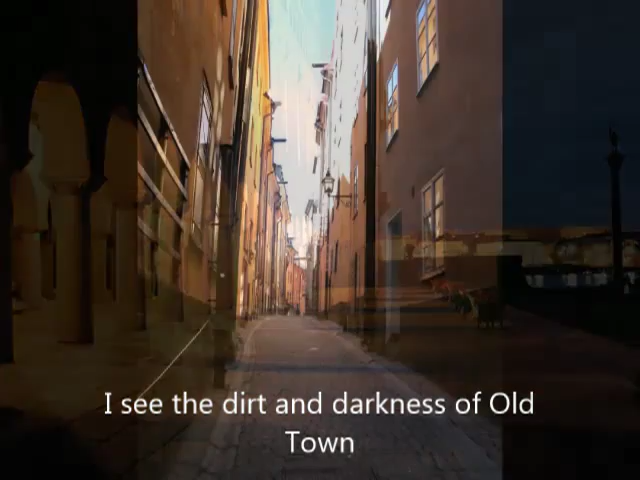 I see the dirt and darkness of Old
Town